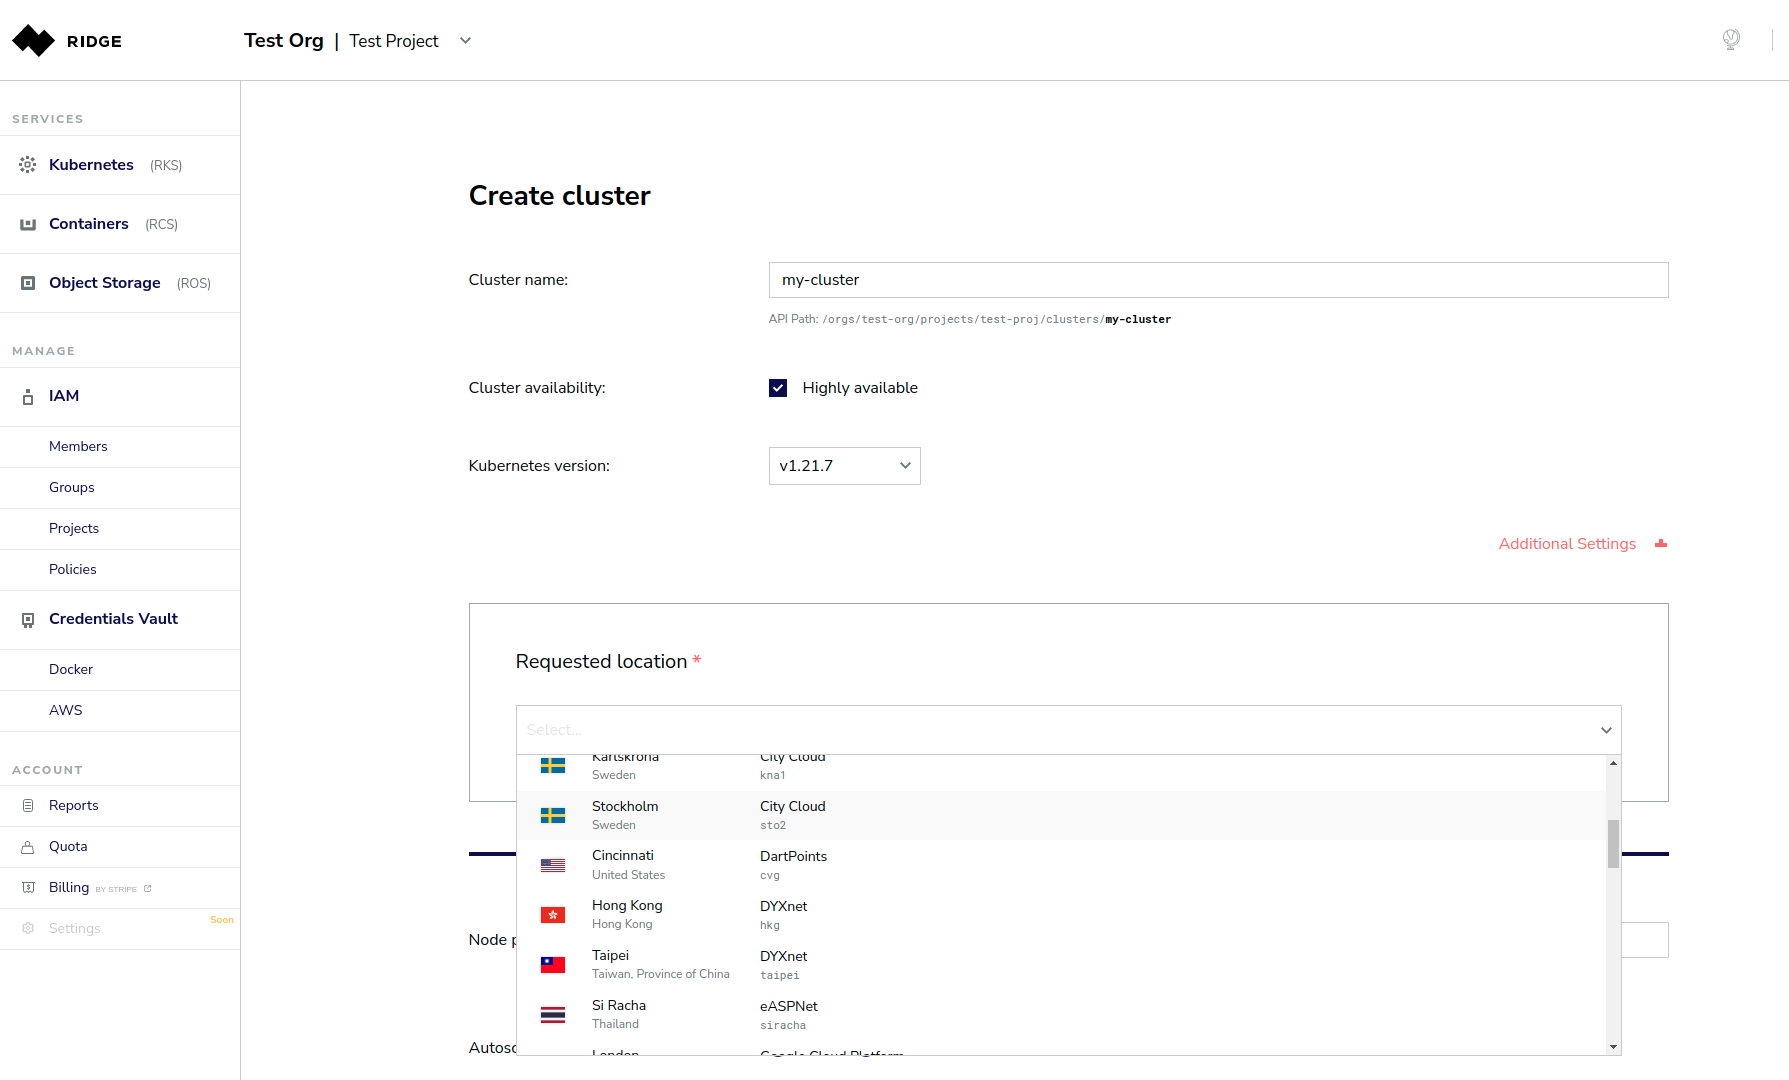 RIDGE
Test Org | Test Project
SERVICES
Kubernetes (RKS)
Containers (RCS)
Object Storage (ROS)
MANAGE
IAM
Members
Groups
Projects
Policies
Credentials Vault
Docker
AWS
ACCOUNT
Reports
Quota
Billing BY STRIPE
Settings Soon
Create cluster
Cluster name: my-cluster
API Path: /orgs/test-org/projects/test-proj/clusters/my-cluster
Cluster availability: Highly available
Kubernetes version: v1.21.7
Additional Settings
Requested location *
Select...
Karlskrona City Cloud
Sweden kna1
Stockholm City Cloud
Sweden sto2
Cincinnati DartPoints
United States cvg
Hong Kong DYXnet
Hong Kong hkg
Node p
Taipei DYXnet
Taiwan, Province of China taipei
Si Racha eASPNet
Thailand siracha
London Google Cloud Platform
Autosc